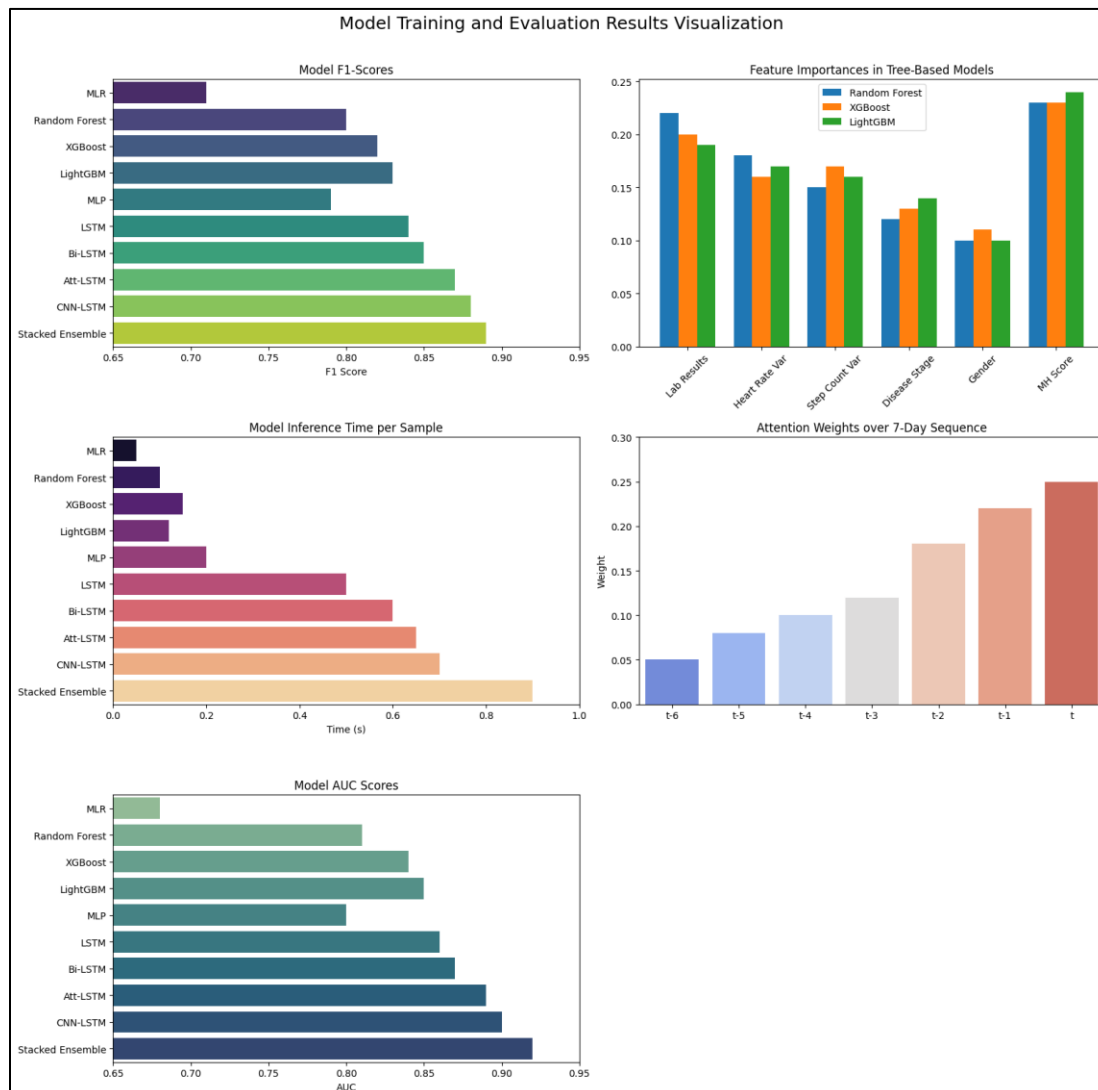 Model Training and Evaluation Results Visualization
Model F1-Scores
MLR
Random Forest
XGBoost
LightGBM
MLP
LSTM
Bi-LSTM
Att-LSTM
CNN-LSTM
Stacked Ensemble
0.65 0.70 0.75 0.80 0.85 0.90 0.95
F1 Score
Feature Importances in Tree-Based Models
Random Forest
XGBoost
LightGBM
0.25
0.20
0.15
0.10
0.05
0.00
Lab Results Heart Rate Var Step Count Var Disease Stage Gender MH Score
Model Inference Time per Sample
MLR
Random Forest
XGBoost
LightGBM
MLP
LSTM
Bi-LSTM
Att-LSTM
CNN-LSTM
Stacked Ensemble
0.0 0.2 0.4 0.6 0.8 1.0
Time (s)
Attention Weights over 7-Day Sequence
0.30
0.25
0.20
0.15
0.10
0.05
0.00
Weight
t-6 t-5 t-4 t-3 t-2 t-1 t
Model AUC Scores
MLR
Random Forest
XGBoost
LightGBM
MLP
LSTM
Bi-LSTM
Att-LSTM
CNN-LSTM
Stacked Ensemble
0.65 0.70 0.75 0.80 0.85 0.90 0.95
AUC